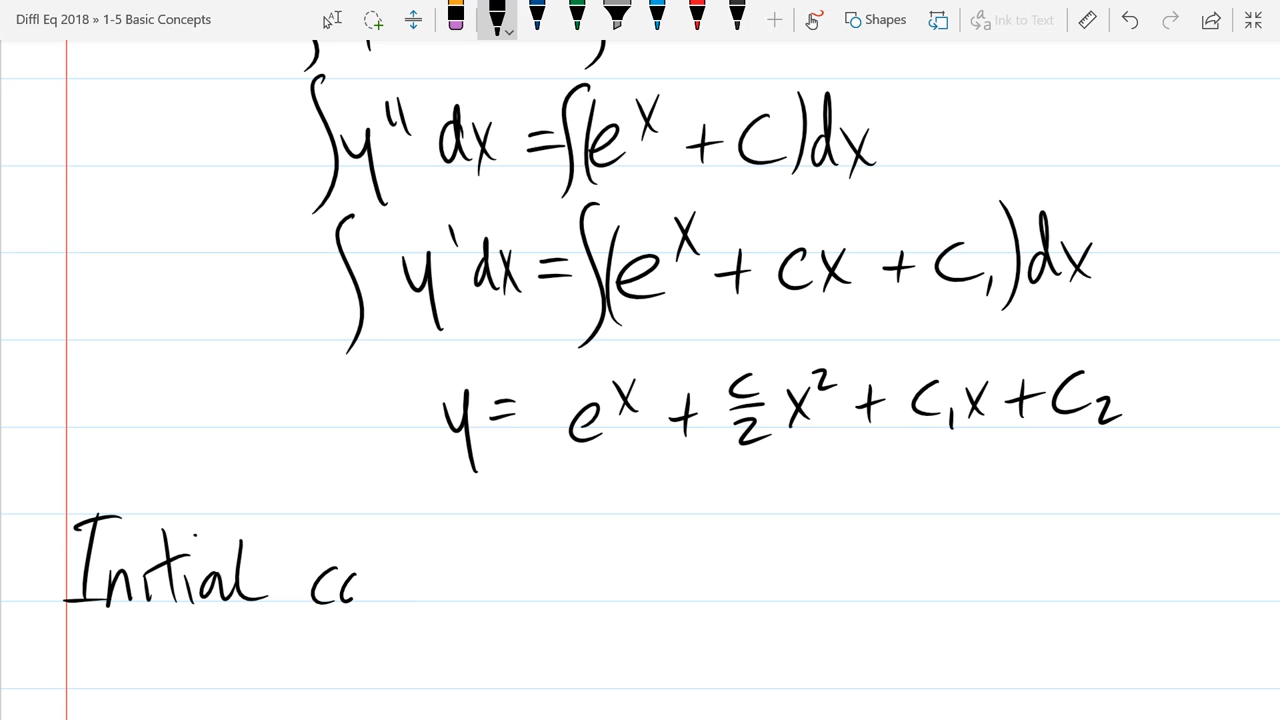 Diffl Eq 2018 » 1-5 Basic Concepts
Shapes
Ink to Text
∫y'' dx = ∫(e^x + c)dx
∫ y' dx = ∫(e^x + cx + c₁)dx
y = e^x + c/2 x² + c₁x + c₂
Initial co